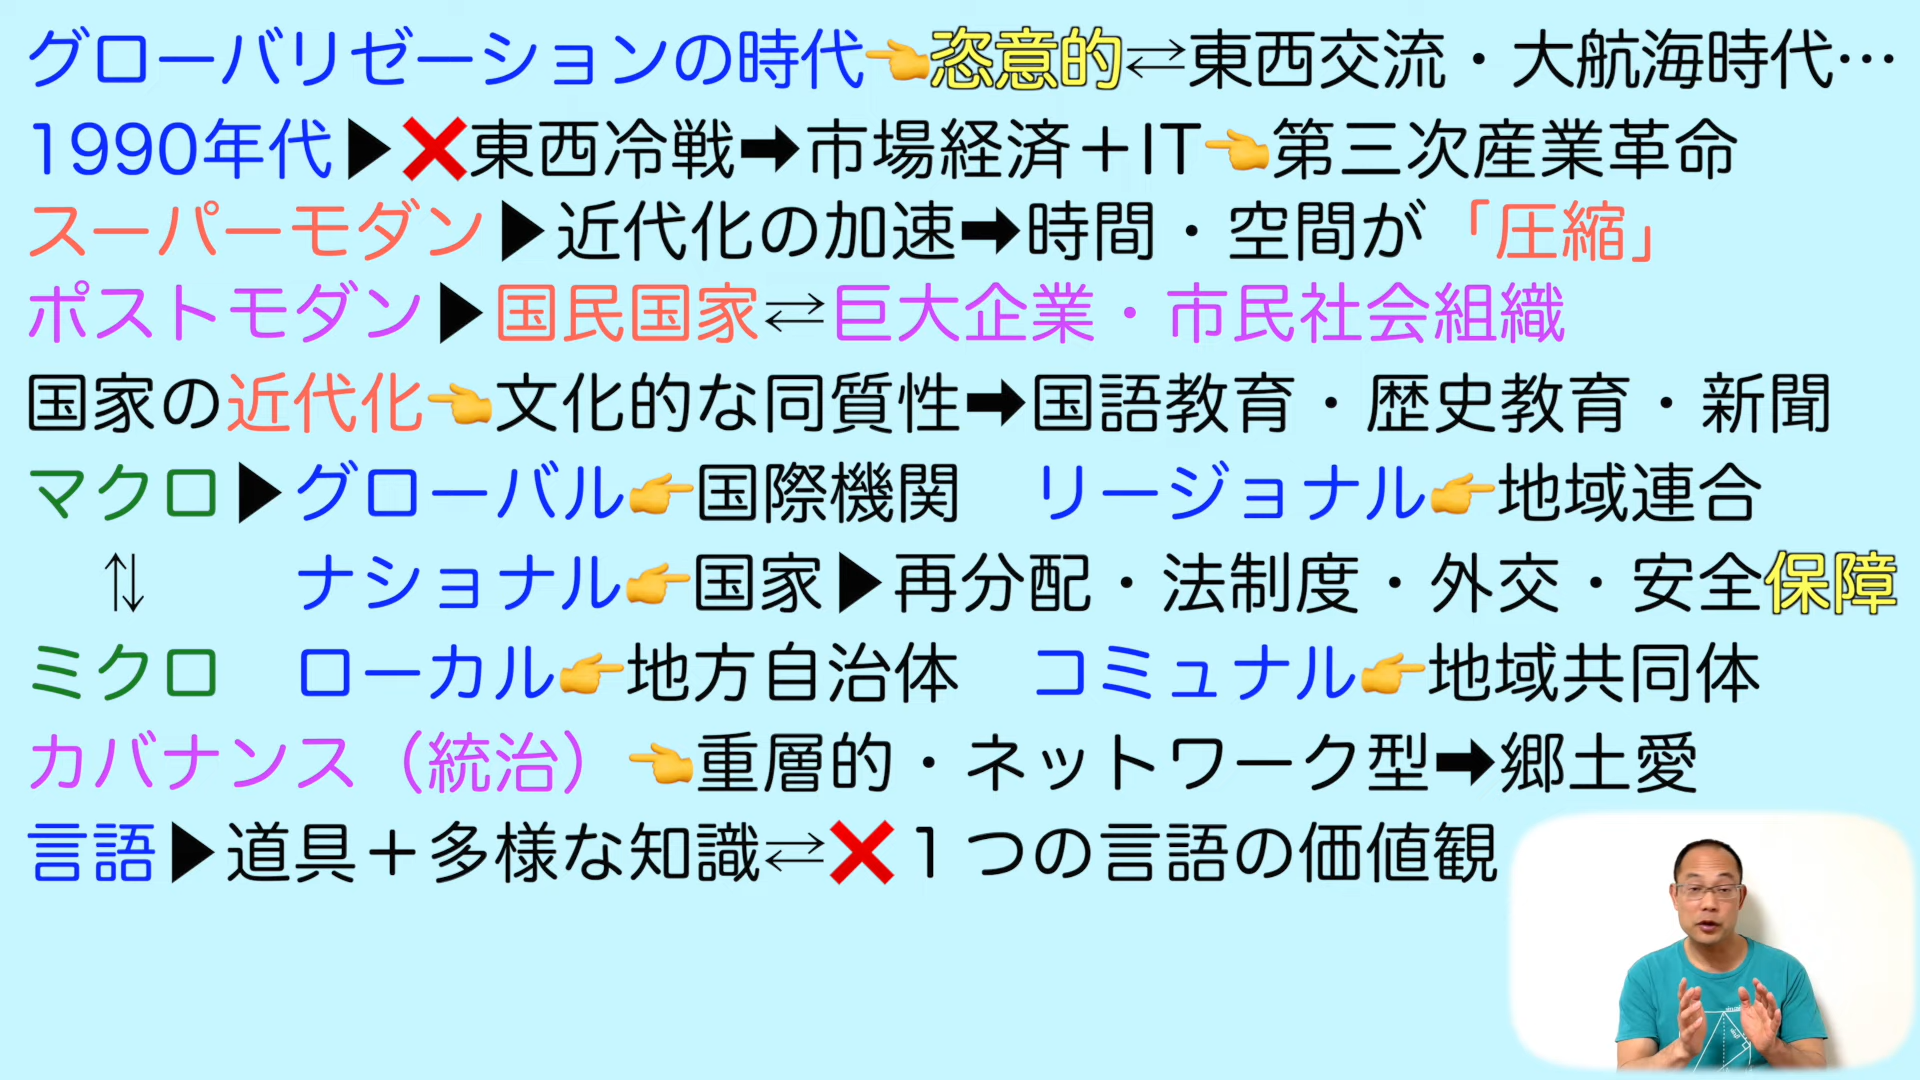 グローバリゼーションの時代👈恣意的⇄東西交流・大航海時代…
1990年代▶❌東西冷戦➡市場経済＋IT👈第三次産業革命
スーパーモダン▶近代化の加速➡時間・空間が「圧縮」
ポストモダン▶国民国家⇄巨大企業・市民社会組織
国家の近代化👈文化的な同質性➡国語教育・歴史教育・新聞
マクロ▶グローバル👉国際機関　リージョナル👉地域連合
⇅　ナショナル👉国家▶再分配・法制度・外交・安全保障
ミクロ　ローカル👉地方自治体　コミュナル👉地域共同体
カバナンス（統治）👈重層的・ネットワーク型➡郷土愛
言語▶道具＋多様な知識⇄❌１つの言語の価値観